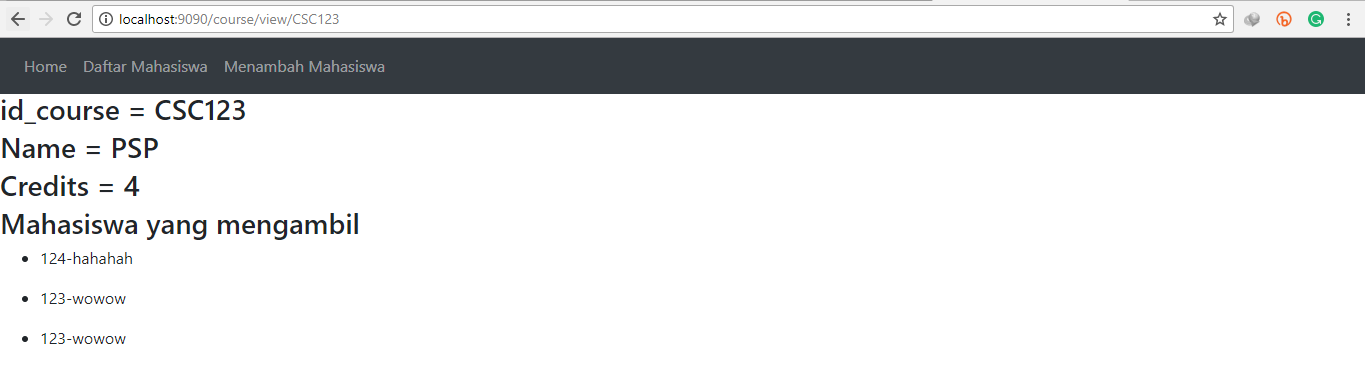 localhost:9090/course/view/CSC123
Home Daftar Mahasiswa Menambah Mahasiswa
id_course = CSC123
Name = PSP
Credits = 4
Mahasiswa yang mengambil
124-hahahah
123-wowow
123-wowow